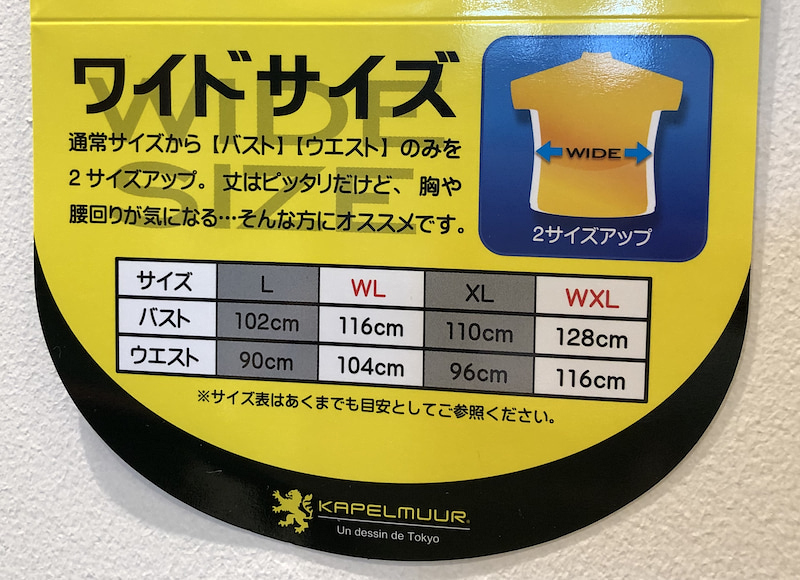 WIDE SIZE
ワイドサイズ
通常サイズから【バスト】【ウエスト】のみを
2サイズアップ。丈はピッタリだけど、胸や
腰回りが気になる…そんな方にオススメです。
WIDE
2サイズアップ
サイズ L WL XL WXL
バスト 102cm 116cm 110cm 128cm
ウエスト 90cm 104cm 96cm 116cm
※サイズ表はあくまでも目安としてご参照ください。
KAPELMUUR®
Un dessin de Tokyo